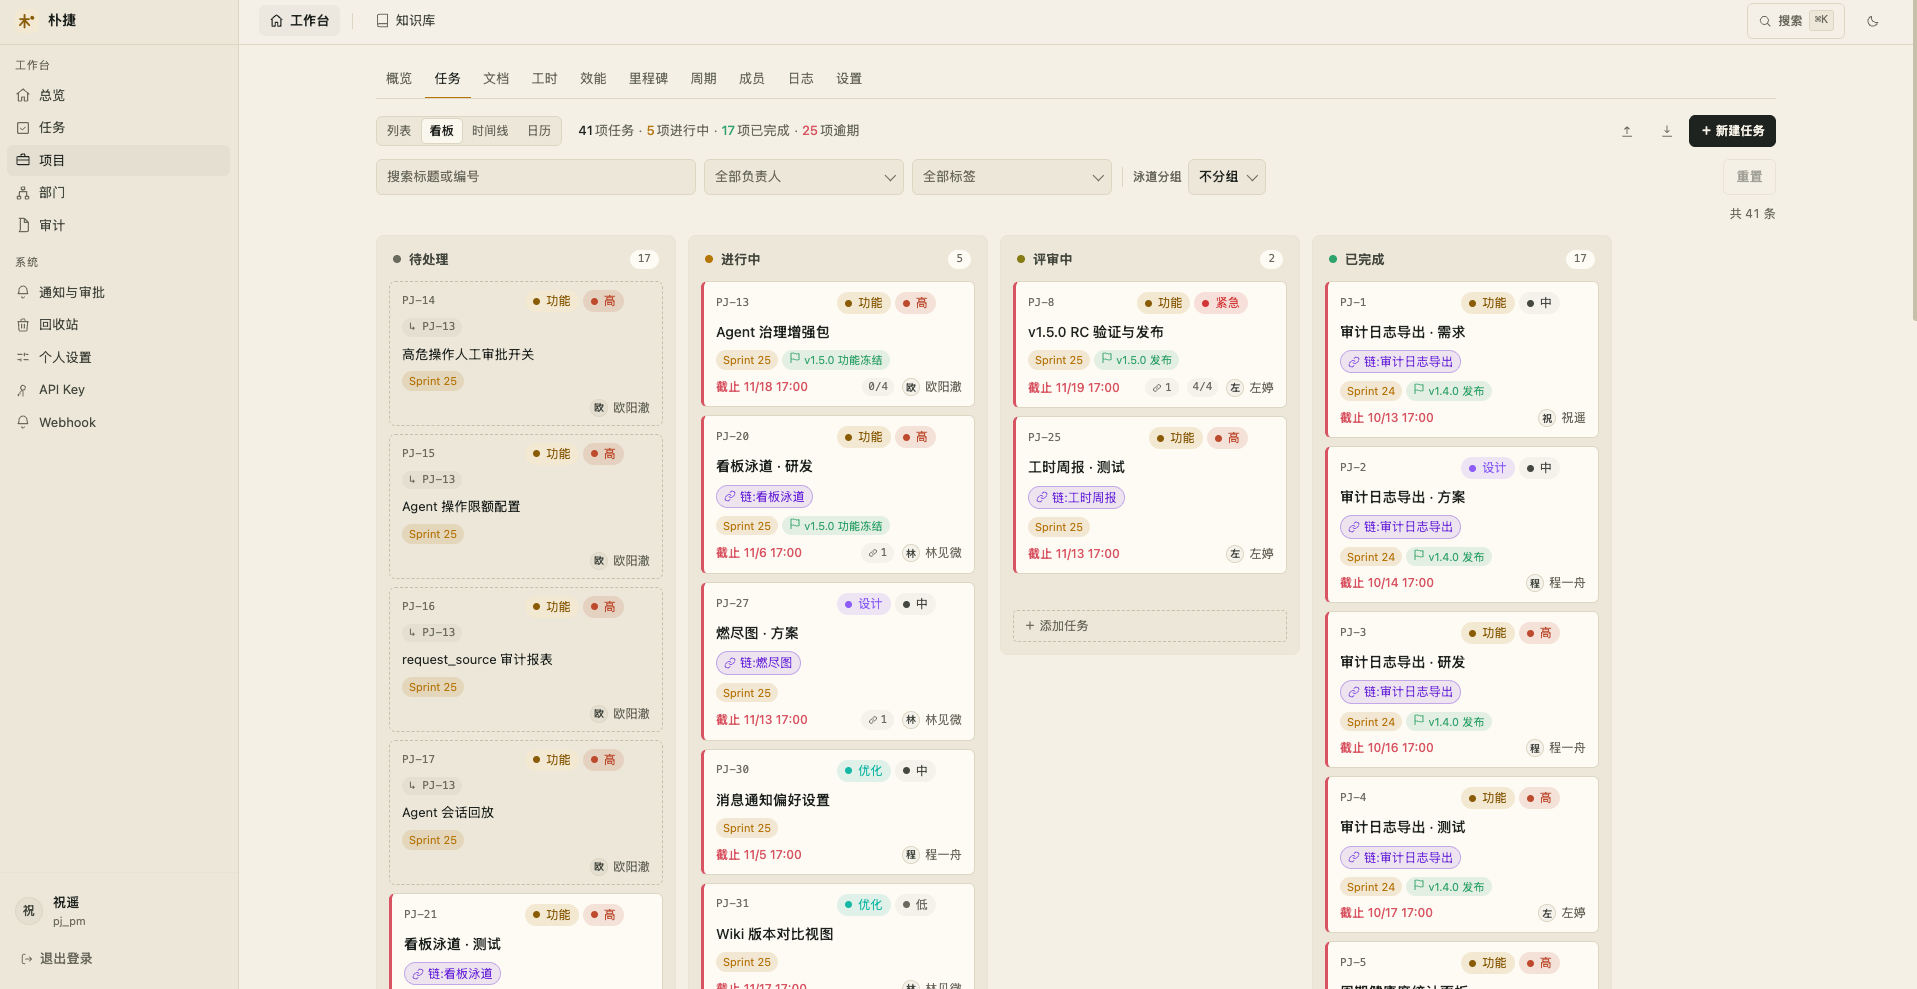 朴捷
工作台
知识库
搜索 ⌘K
工作台
总览
任务
项目
部门
审计
系统
通知与审批
回收站
个人设置
API Key
Webhook
祝
祝遥
pj_pm
退出登录
概览 任务 文档 工时 效能 里程碑 周期 成员 日志 设置
列表 看板 时间线 日历
41项任务 · 5项进行中 · 17项已完成 · 25项逾期
+ 新建任务
搜索标题或编号
全部负责人
全部标签
泳道分组
不分组
重置
共 41 条
待处理 17
PJ-14 功能 高
↳ PJ-13
高危操作人工审批开关
Sprint 25
欧 欧阳澈
PJ-15 功能 高
↳ PJ-13
Agent 操作限额配置
Sprint 25
欧 欧阳澈
PJ-16 功能 高
↳ PJ-13
request_source 审计报表
Sprint 25
欧 欧阳澈
PJ-17 功能 高
↳ PJ-13
Agent 会话回放
Sprint 25
欧 欧阳澈
PJ-21 功能 高
看板泳道 · 测试
链:看板泳道
进行中 5
PJ-13 功能 高
Agent 治理增强包
Sprint 25 v1.5.0 功能冻结
截止 11/18 17:00 0/4 欧 欧阳澈
PJ-20 功能 高
看板泳道 · 研发
链:看板泳道
Sprint 25 v1.5.0 功能冻结
截止 11/6 17:00 1 林 林见微
PJ-27 设计 中
燃尽图 · 方案
链:燃尽图
Sprint 25
截止 11/13 17:00 1 林 林见微
PJ-30 优化 中
消息通知偏好设置
Sprint 25
截止 11/5 17:00 程 程一舟
PJ-31 优化 低
Wiki 版本对比视图
Sprint 25
截止 11/17 17:00 林 林见微
评审中 2
PJ-8 功能 紧急
v1.5.0 RC 验证与发布
Sprint 25 v1.5.0 发布
截止 11/19 17:00 1 4/4 左 左婷
PJ-25 功能 高
工时周报 · 测试
链:工时周报
Sprint 25
截止 11/13 17:00 左 左婷
+ 添加任务
已完成 17
PJ-1 功能 中
审计日志导出 · 需求
链:审计日志导出
Sprint 24 v1.4.0 发布
截止 10/13 17:00 祝 祝遥
PJ-2 设计 中
审计日志导出 · 方案
链:审计日志导出
Sprint 24 v1.4.0 发布
截止 10/14 17:00 程 程一舟
PJ-3 功能 高
审计日志导出 · 研发
链:审计日志导出
Sprint 24 v1.4.0 发布
截止 10/16 17:00 程 程一舟
PJ-4 功能 高
审计日志导出 · 测试
链:审计日志导出
Sprint 24 v1.4.0 发布
截止 10/17 17:00 左 左婷
PJ-5 功能 高